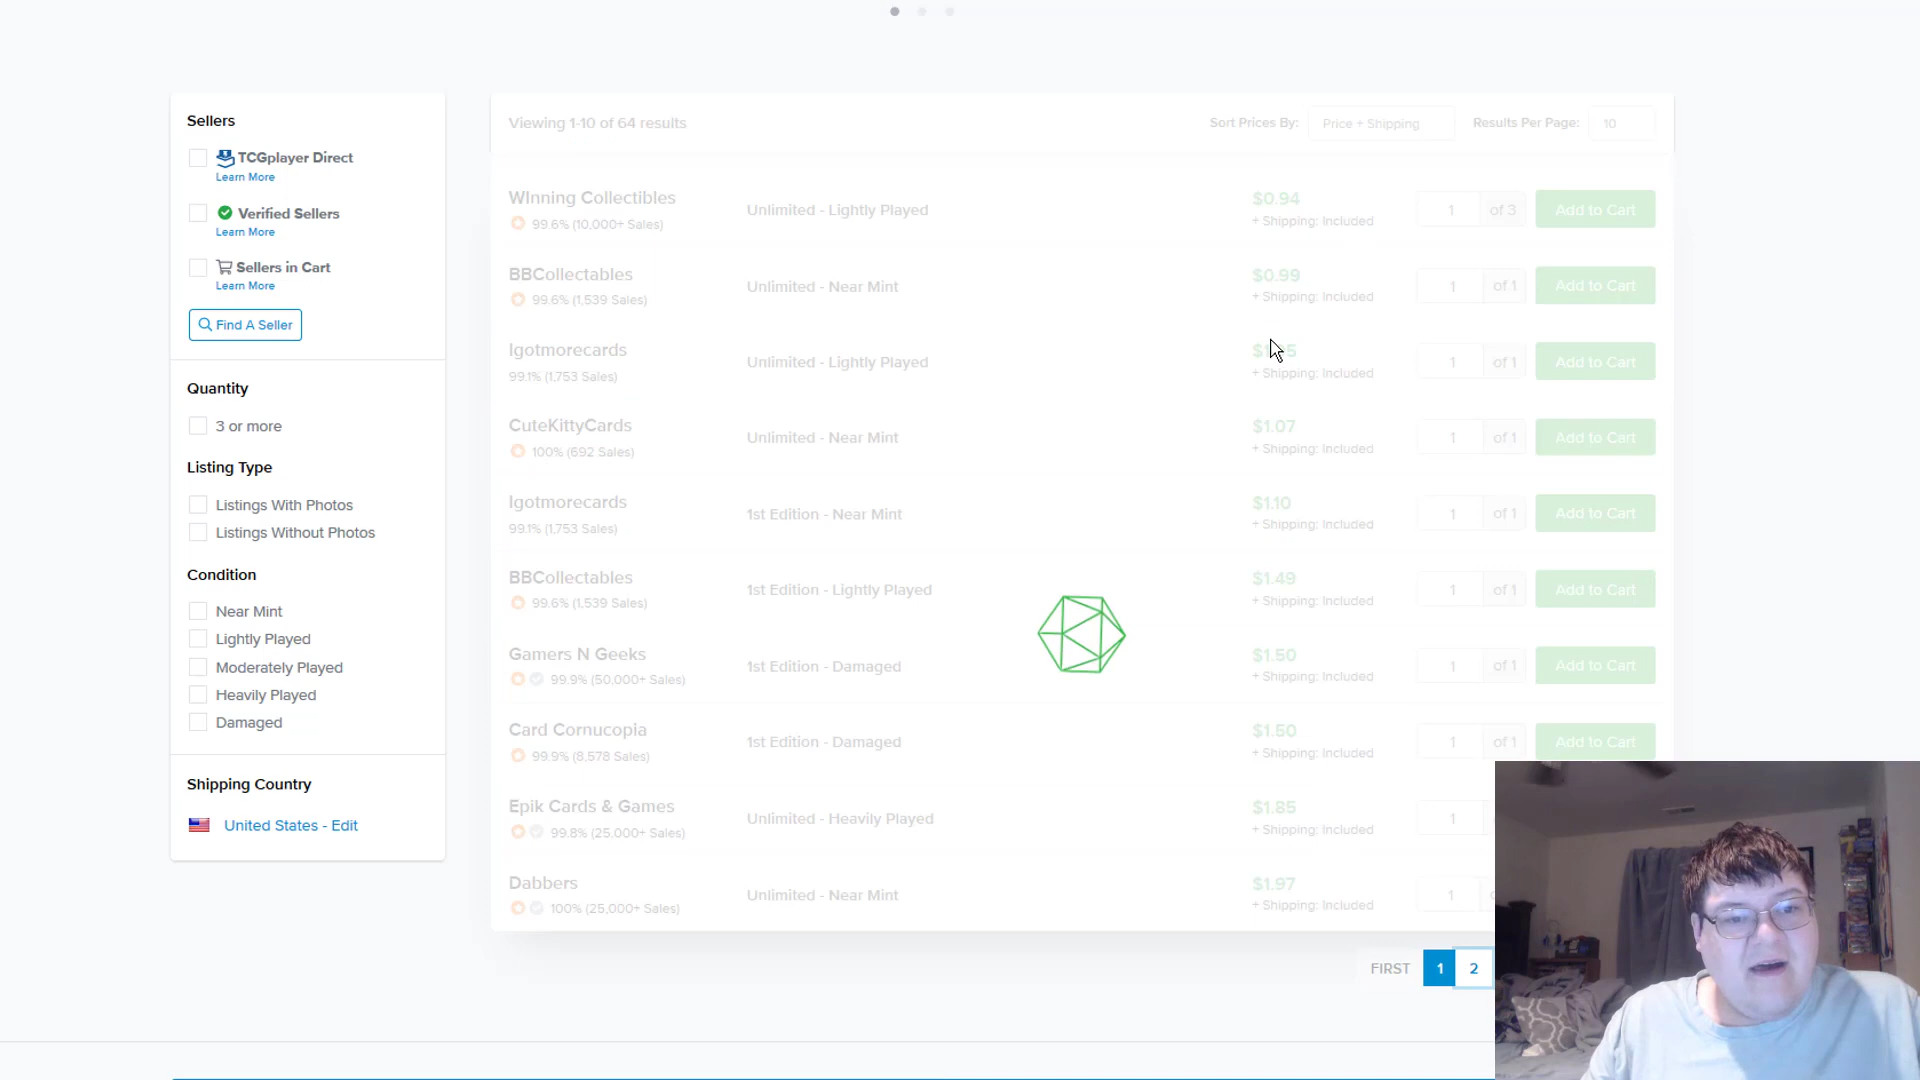 Sellers
TCGplayer Direct
Learn More
Verified Sellers
Learn More
Sellers in Cart
Learn More
Find A Seller
Quantity
3 or more
Listing Type
Listings With Photos
Listings Without Photos
Condition
Near Mint
Lightly Played
Moderately Played
Heavily Played
Damaged
Shipping Country
United States - Edit
Viewing 1-10 of 64 results
Sort Prices By: Price + Shipping Results Per Page: 10
WInning Collectibles
99.6% (10,000+ Sales)
Unlimited - Lightly Played
$0.94
+ Shipping: Included
1 of 3 Add to Cart
BBCollectables
99.6% (1,539 Sales)
Unlimited - Near Mint
$0.99
+ Shipping: Included
1 of 1 Add to Cart
Igotmorecards
99.1% (1,753 Sales)
Unlimited - Lightly Played
+ Shipping: Included
1 of 1 Add to Cart
CuteKittyCards
100% (692 Sales)
Unlimited - Near Mint
$1.07
+ Shipping: Included
1 of 1 Add to Cart
Igotmorecards
99.1% (1,753 Sales)
1st Edition - Near Mint
$1.10
+ Shipping: Included
1 of 1 Add to Cart
BBCollectables
99.6% (1,539 Sales)
1st Edition - Lightly Played
$1.49
+ Shipping: Included
1 of 1 Add to Cart
Gamers N Geeks
99.9% (50,000+ Sales)
1st Edition - Damaged
$1.50
+ Shipping: Included
1 of 1 Add to Cart
Card Cornucopia
99.9% (8,578 Sales)
1st Edition - Damaged
$1.50
+ Shipping: Included
1 of 1 Add to Cart
Epik Cards & Games
99.8% (25,000+ Sales)
Unlimited - Heavily Played
$1.85
+ Shipping: Included
1
Dabbers
100% (25,000+ Sales)
Unlimited - Near Mint
$1.97
+ Shipping: Included
1
FIRST 1 2